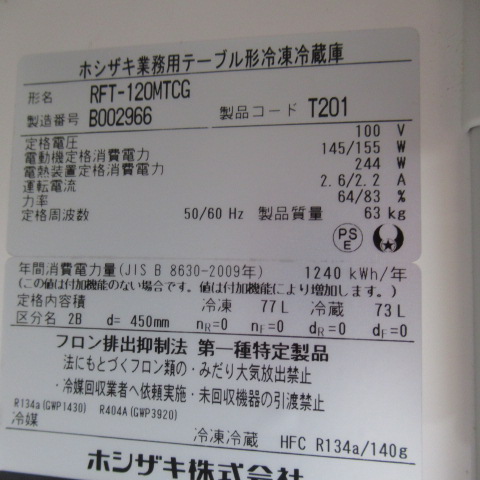 ホシザキ業務用テーブル形冷凍冷蔵庫
形名 RFT-120MTCG
製造番号 B002966 製品コード T201
定格電圧 100 V
電動機定格消費電力 145/155 W
電熱装置定格消費電力 244 W
運転電流 2.6/2.2 A
力率 64/83 %
定格周波数 50/60 Hz 製品質量 63 kg
PS
E
年間消費電力量(JIS B 8630-2009年) 1240 kWh/年
(この値は付加機能のない場合です。値は付加機能により増加します。)
定格内容積 冷凍 77 L 冷蔵 73 L
区分名 2B d= 450mm nR=0 nF=0 dR=0 dF=0
フロン排出抑制法 第一種特定製品
法にもとづくフロン類の・みだり大気放出禁止
・冷媒回収業者へ依頼実施・未回収機器の引渡禁止
R134a(GWP1430) R404A(GWP3920)
冷媒 冷凍冷蔵 HFC R134a/140g
ホシザキ株式会社